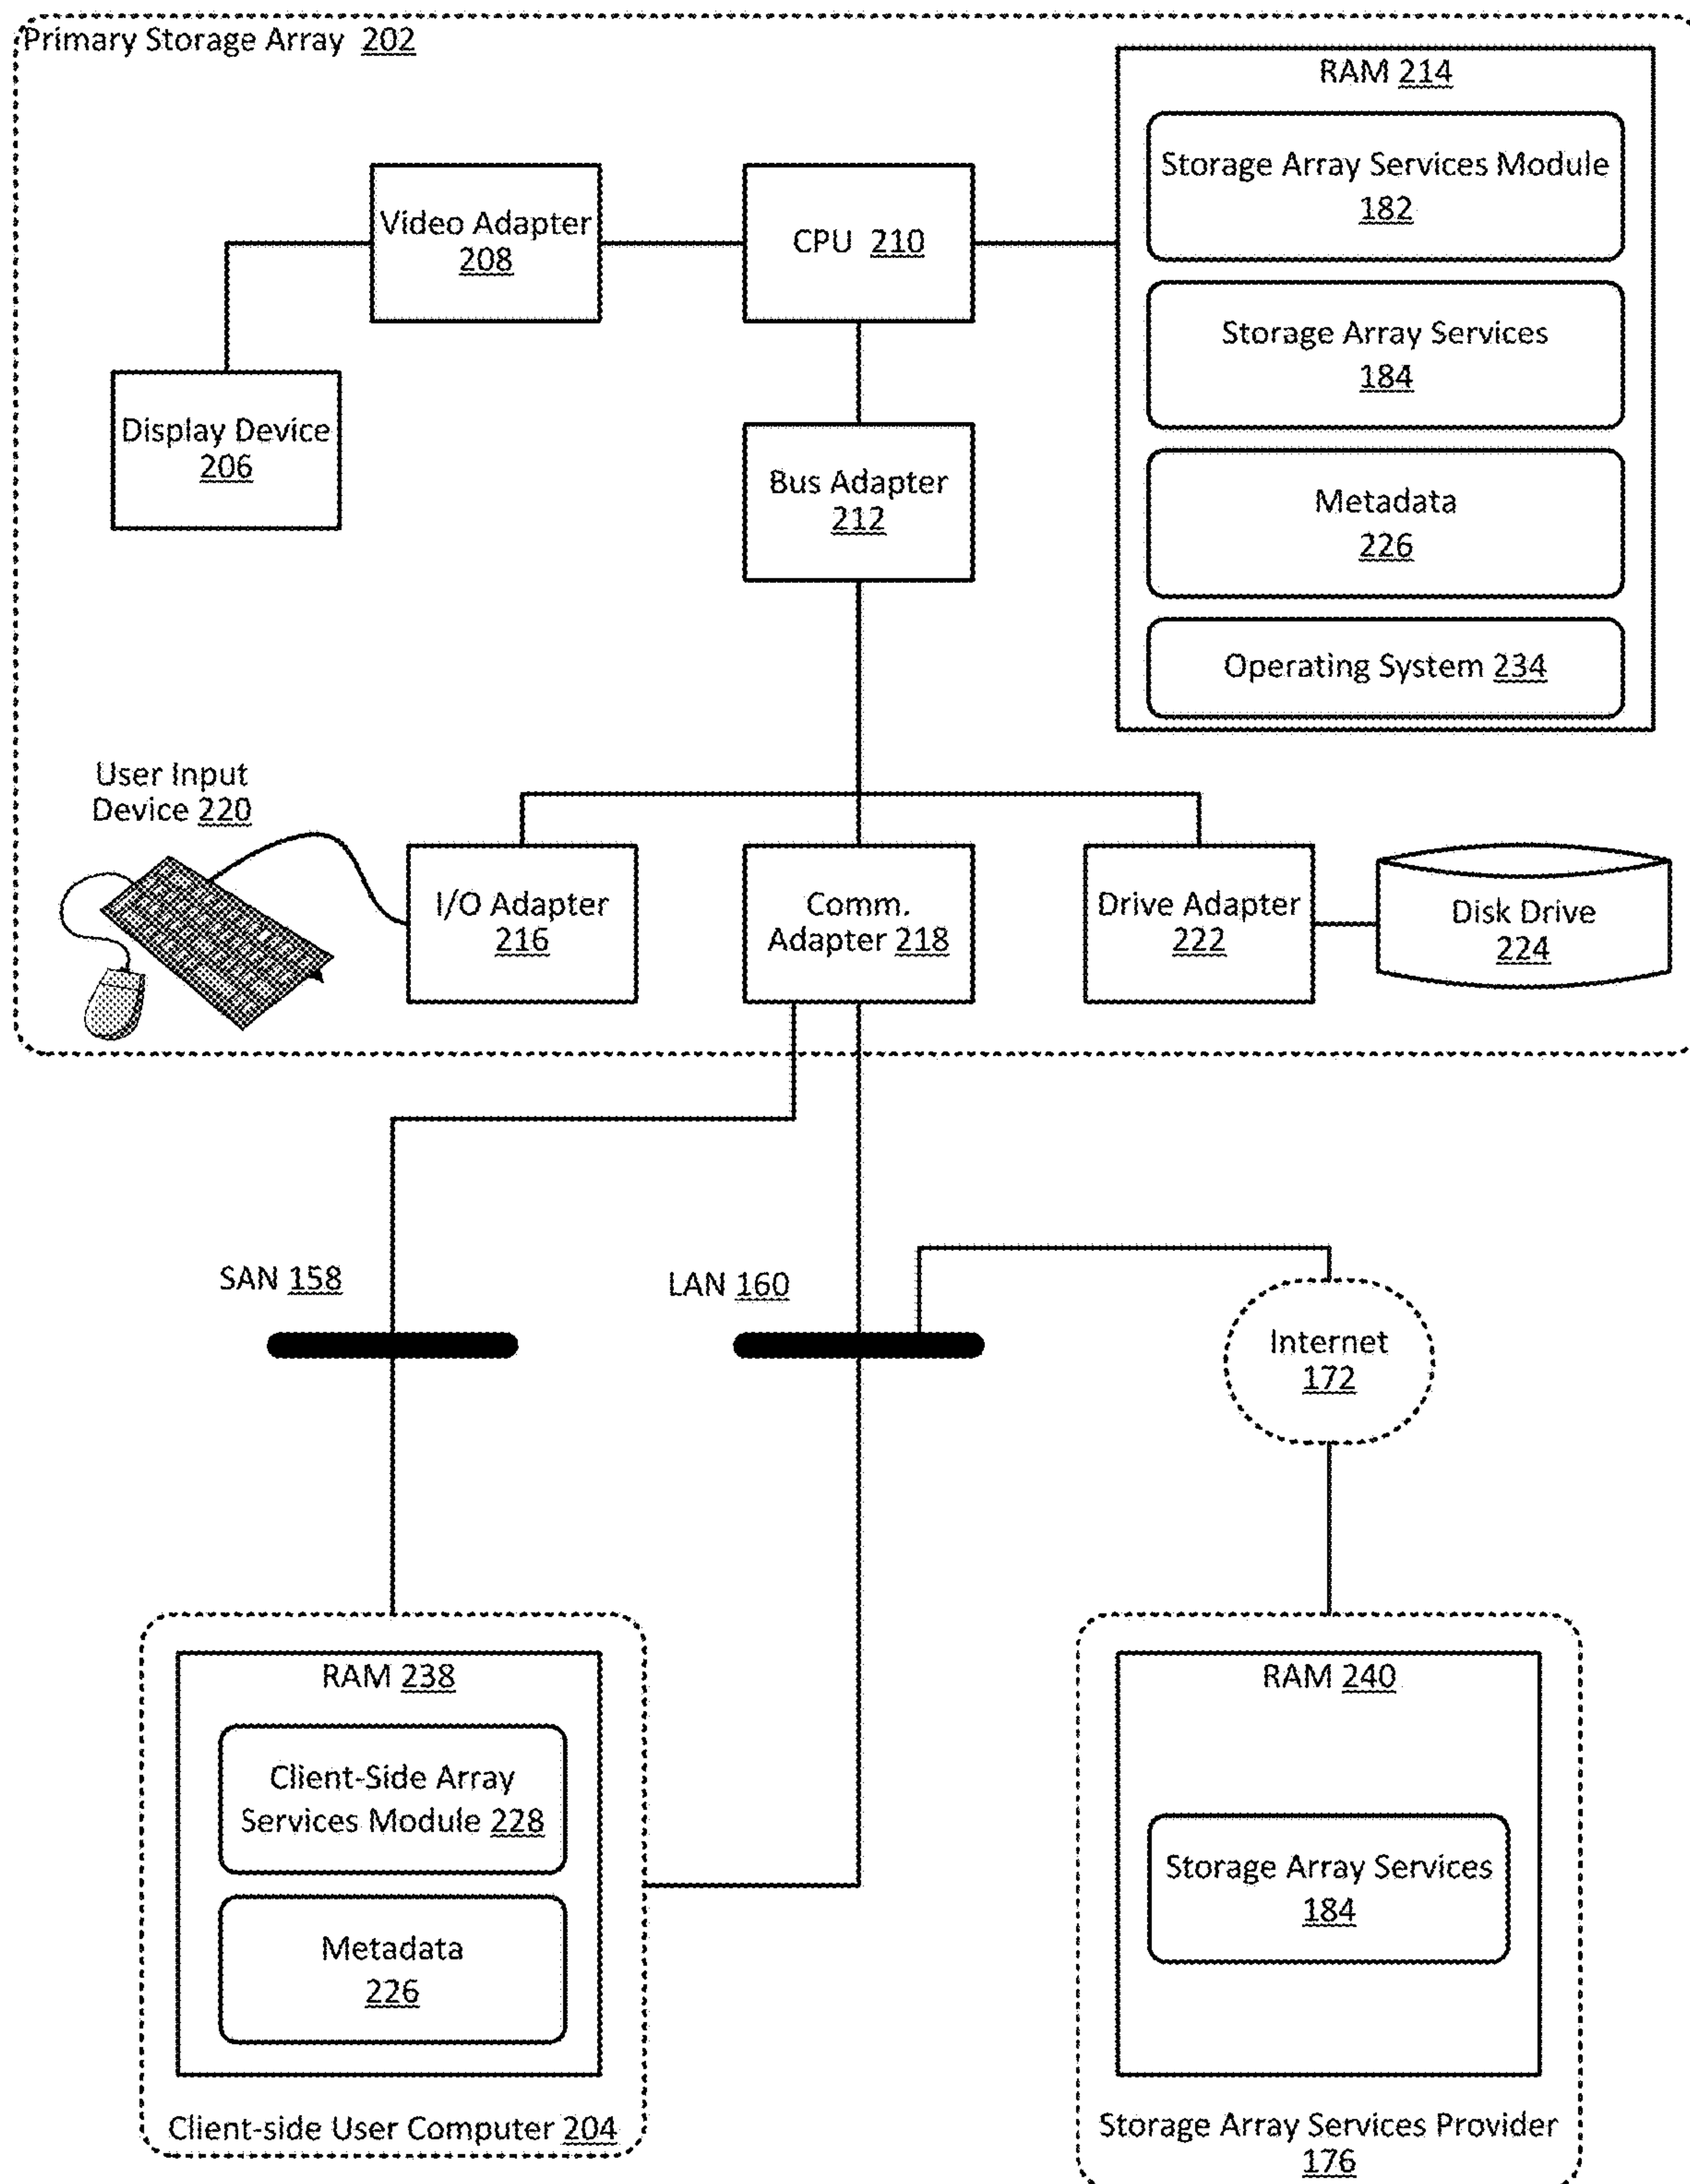 Primary Storage Array 202
RAM 214
Storage Array Services Module
182
Video Adapter
208
CPU 210
Storage Array Services
184
Display Device
206
Bus Adapter
212
Metadata
226
Operating System 234
User Input
Device 220
I/O Adapter
216
Comm.
Adapter 218
Drive Adapter
222
Disk Drive
224
SAN 158
LAN 160
Internet
172
RAM 238
Client-Side Array
Services Module 228
Metadata
226
Client-side User Computer 204
RAM 240
Storage Array Services
184
Storage Array Services Provider
176